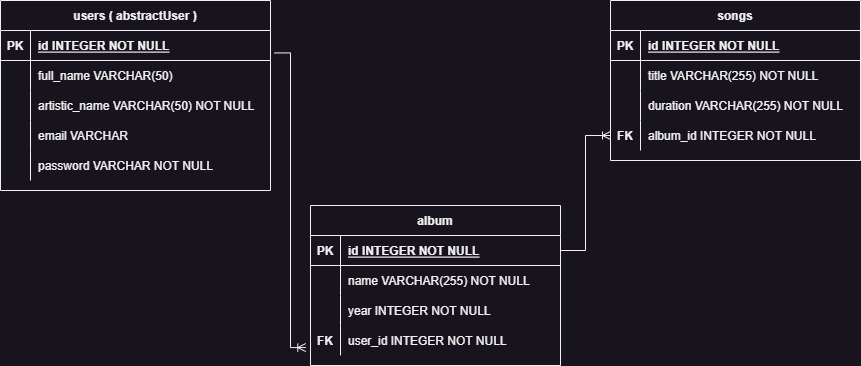 users ( abstractUser )
PK id INTEGER NOT NULL
full_name VARCHAR(50)
artistic_name VARCHAR(50) NOT NULL
email VARCHAR
password VARCHAR NOT NULL
songs
PK id INTEGER NOT NULL
title VARCHAR(255) NOT NULL
duration VARCHAR(255) NOT NULL
FK album_id INTEGER NOT NULL
album
PK id INTEGER NOT NULL
name VARCHAR(255) NOT NULL
year INTEGER NOT NULL
FK user_id INTEGER NOT NULL